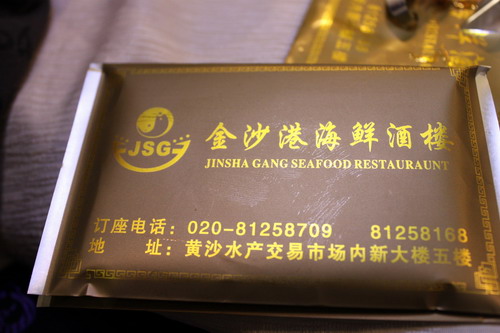 JSG
金沙港海鲜酒楼
JINSHA GANG SEAFOOD RESTAURAUNT
订座电话：020-81258709 81258168
地 址：黄沙水产交易市场内新大楼五楼